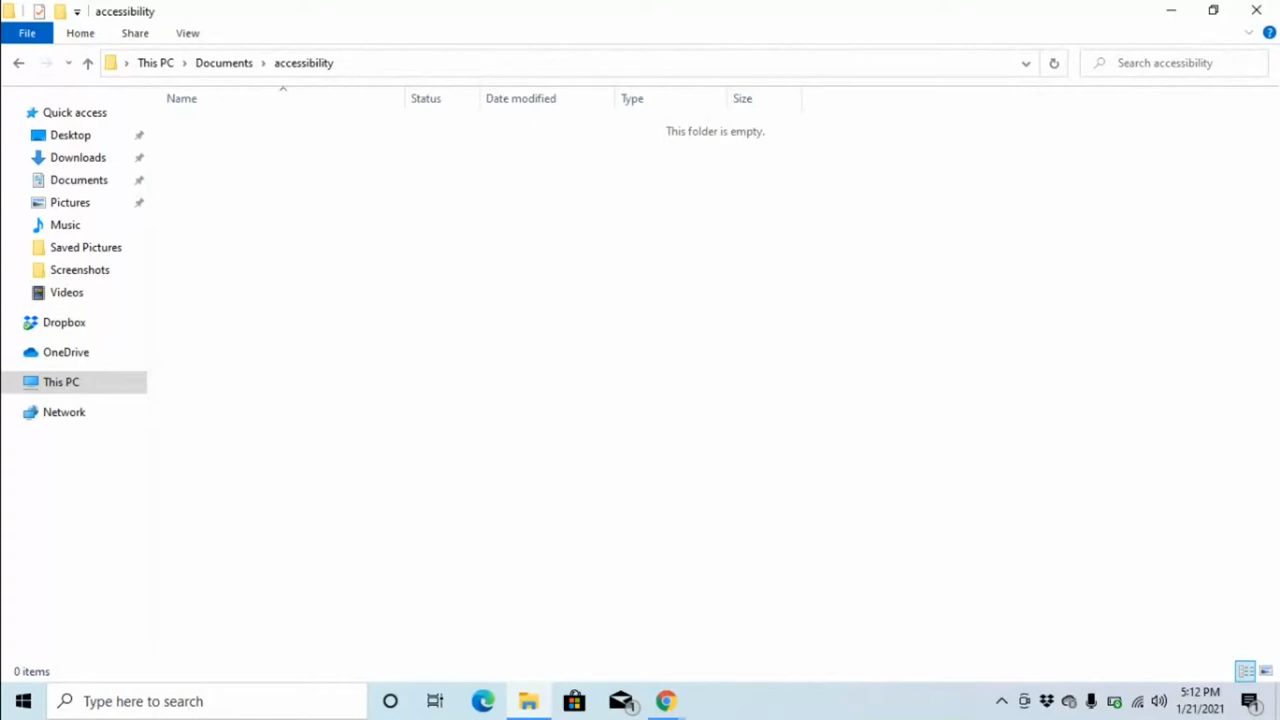 accessibility
File Home Share View
This PC Documents accessibility Search accessibility
Name Status Date modified Type Size
This folder is empty.
Quick access
Desktop
Downloads
Documents
Pictures
Music
Saved Pictures
Screenshots
Videos
Dropbox
OneDrive
This PC
Network
0 items
Type here to search
1
5:12 PM
1/21/2021
1